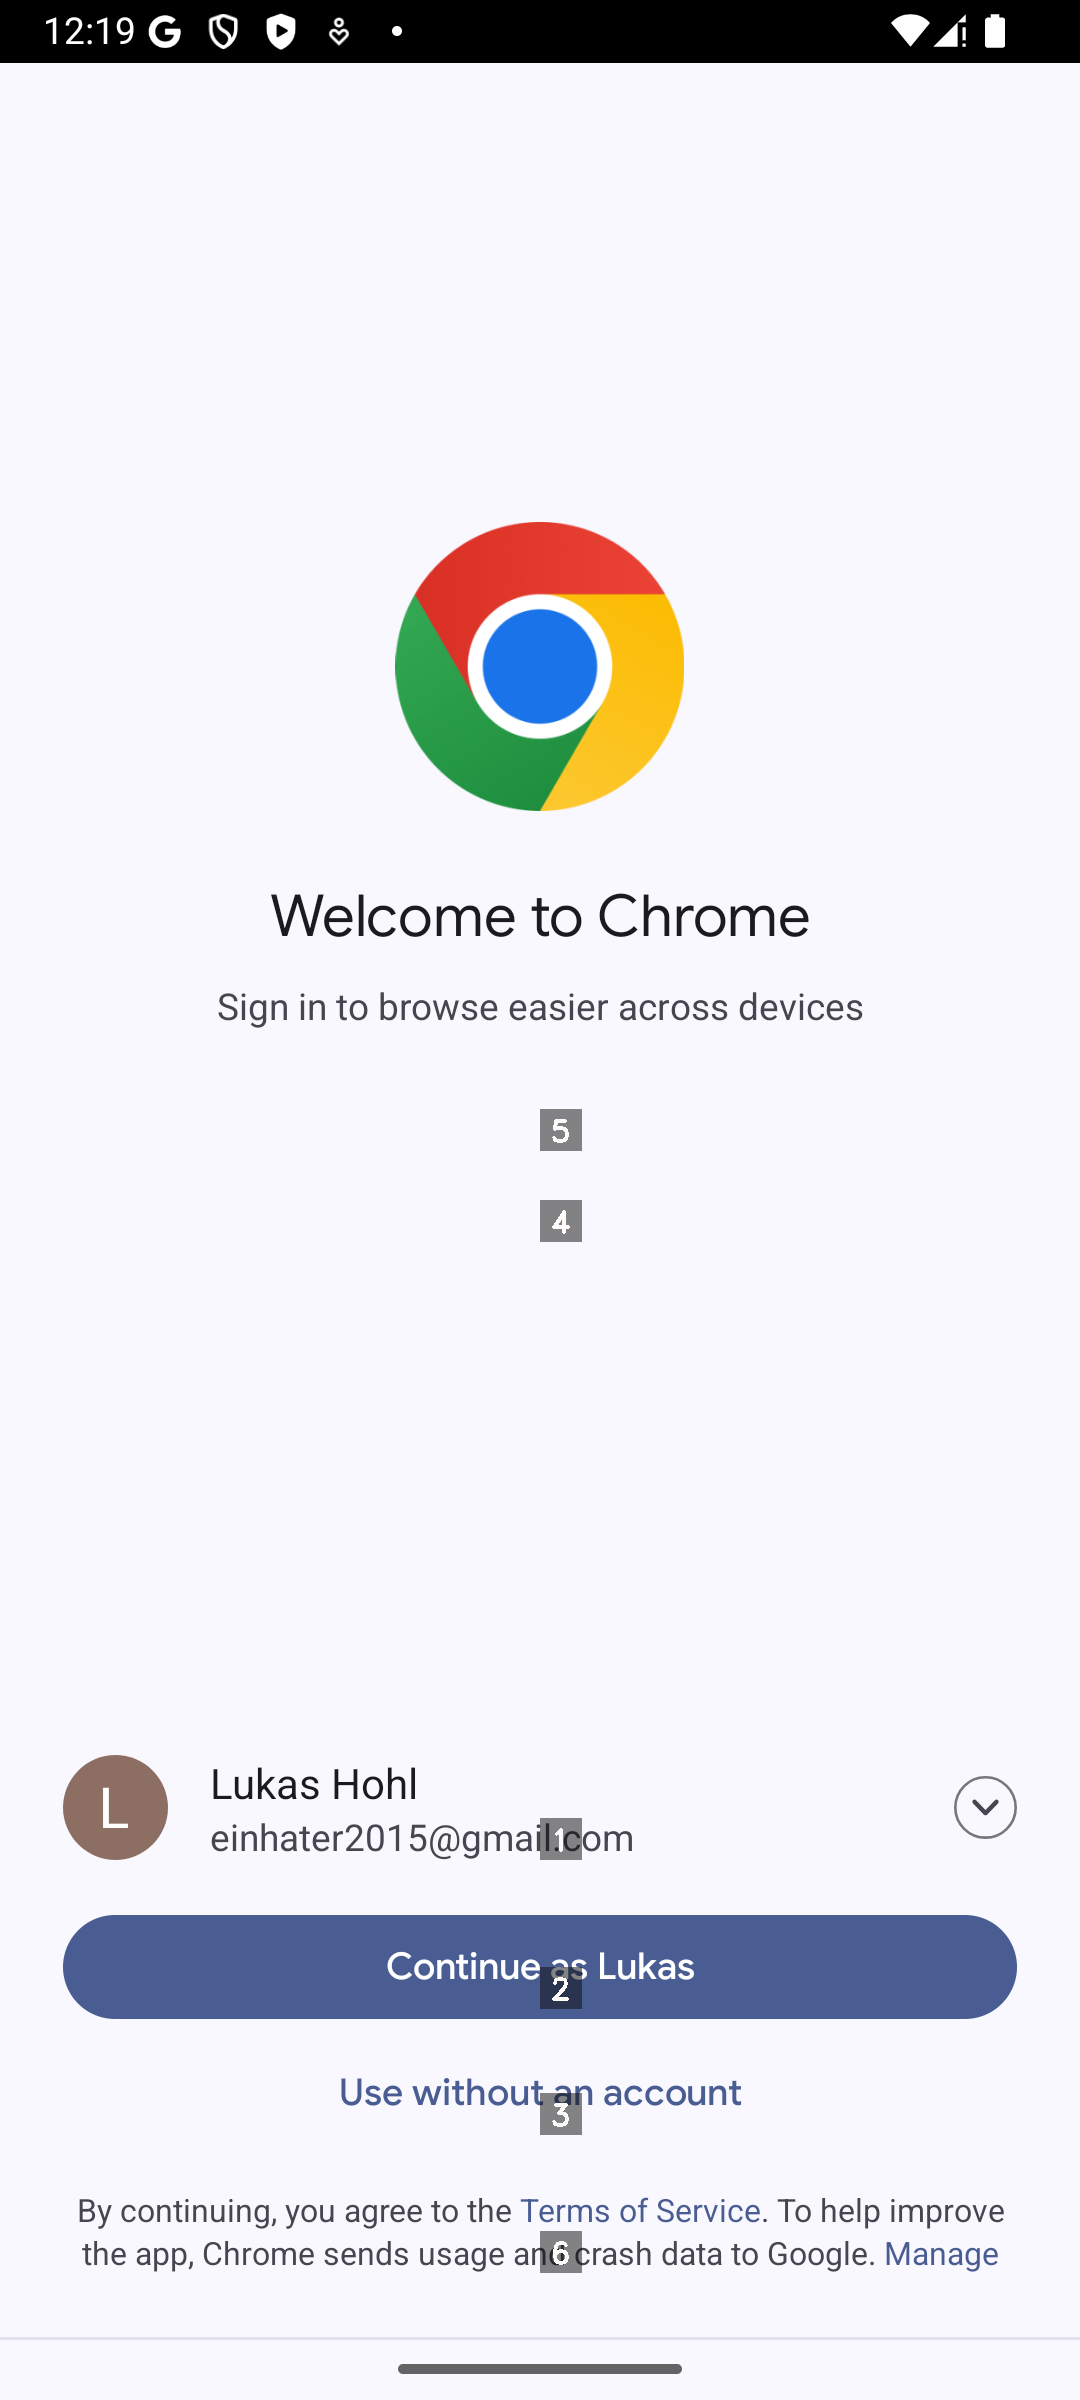 12:19
Welcome to Chrome
Sign in to browse easier across devices
5
4
L
Lukas Hohl
einhater2015@gmail.com
1
Continue as Lukas
2
Use without an account
3
By continuing, you agree to the Terms of Service. To help improve
the app, Chrome sends usage and crash data to Google. Manage
6